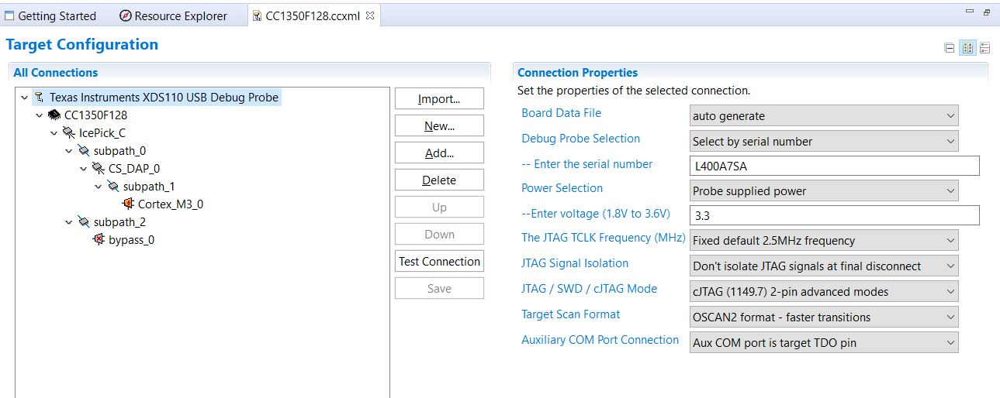 Getting Started
Resource Explorer
CC1350F128.ccxml
Target Configuration
All Connections
Texas Instruments XDS110 USB Debug Probe
CC1350F128
IcePick_C
subpath_0
CS_DAP_0
subpath_1
Cortex_M3_0
subpath_2
bypass_0
Import...
New...
Add...
Delete
Up
Down
Test Connection
Save
Connection Properties
Set the properties of the selected connection.
Board Data File auto generate
Debug Probe Selection Select by serial number
-- Enter the serial number L400A7SA
Power Selection Probe supplied power
--Enter voltage (1.8V to 3.6V) 3.3
The JTAG TCLK Frequency (MHz) Fixed default 2.5MHz frequency
JTAG Signal Isolation Don't isolate JTAG signals at final disconnect
JTAG / SWD / cJTAG Mode cJTAG (1149.7) 2-pin advanced modes
Target Scan Format OSCAN2 format - faster transitions
Auxiliary COM Port Connection Aux COM port is target TDO pin